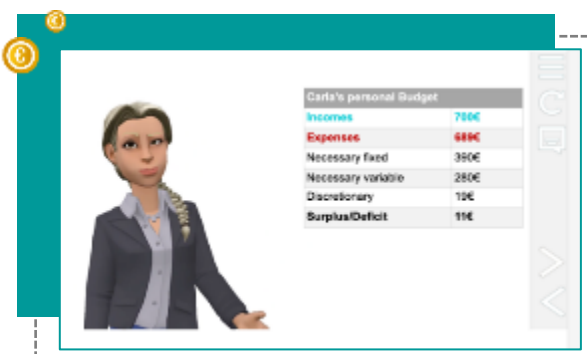 Carla's personal Budget
Incomes 700€
Expenses 689€
Necessary fixed 390€
Necessary variable 280€
Discretionary 19€
Surplus/Deficit 11€